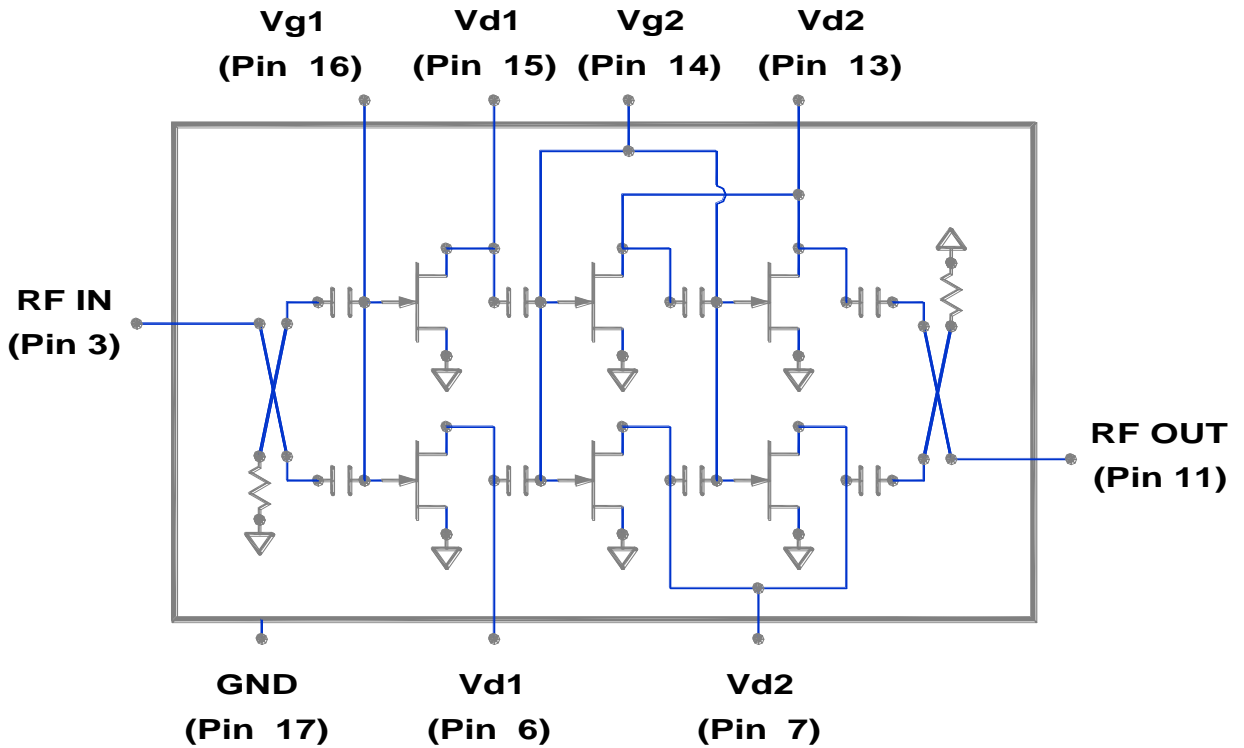 Vg1
(Pin 16)
Vd1
(Pin 15)
Vg2
(Pin 14)
Vd2
(Pin 13)
RF IN
(Pin 3)
RF OUT
(Pin 11)
GND
(Pin 17)
Vd1
(Pin 6)
Vd2
(Pin 7)